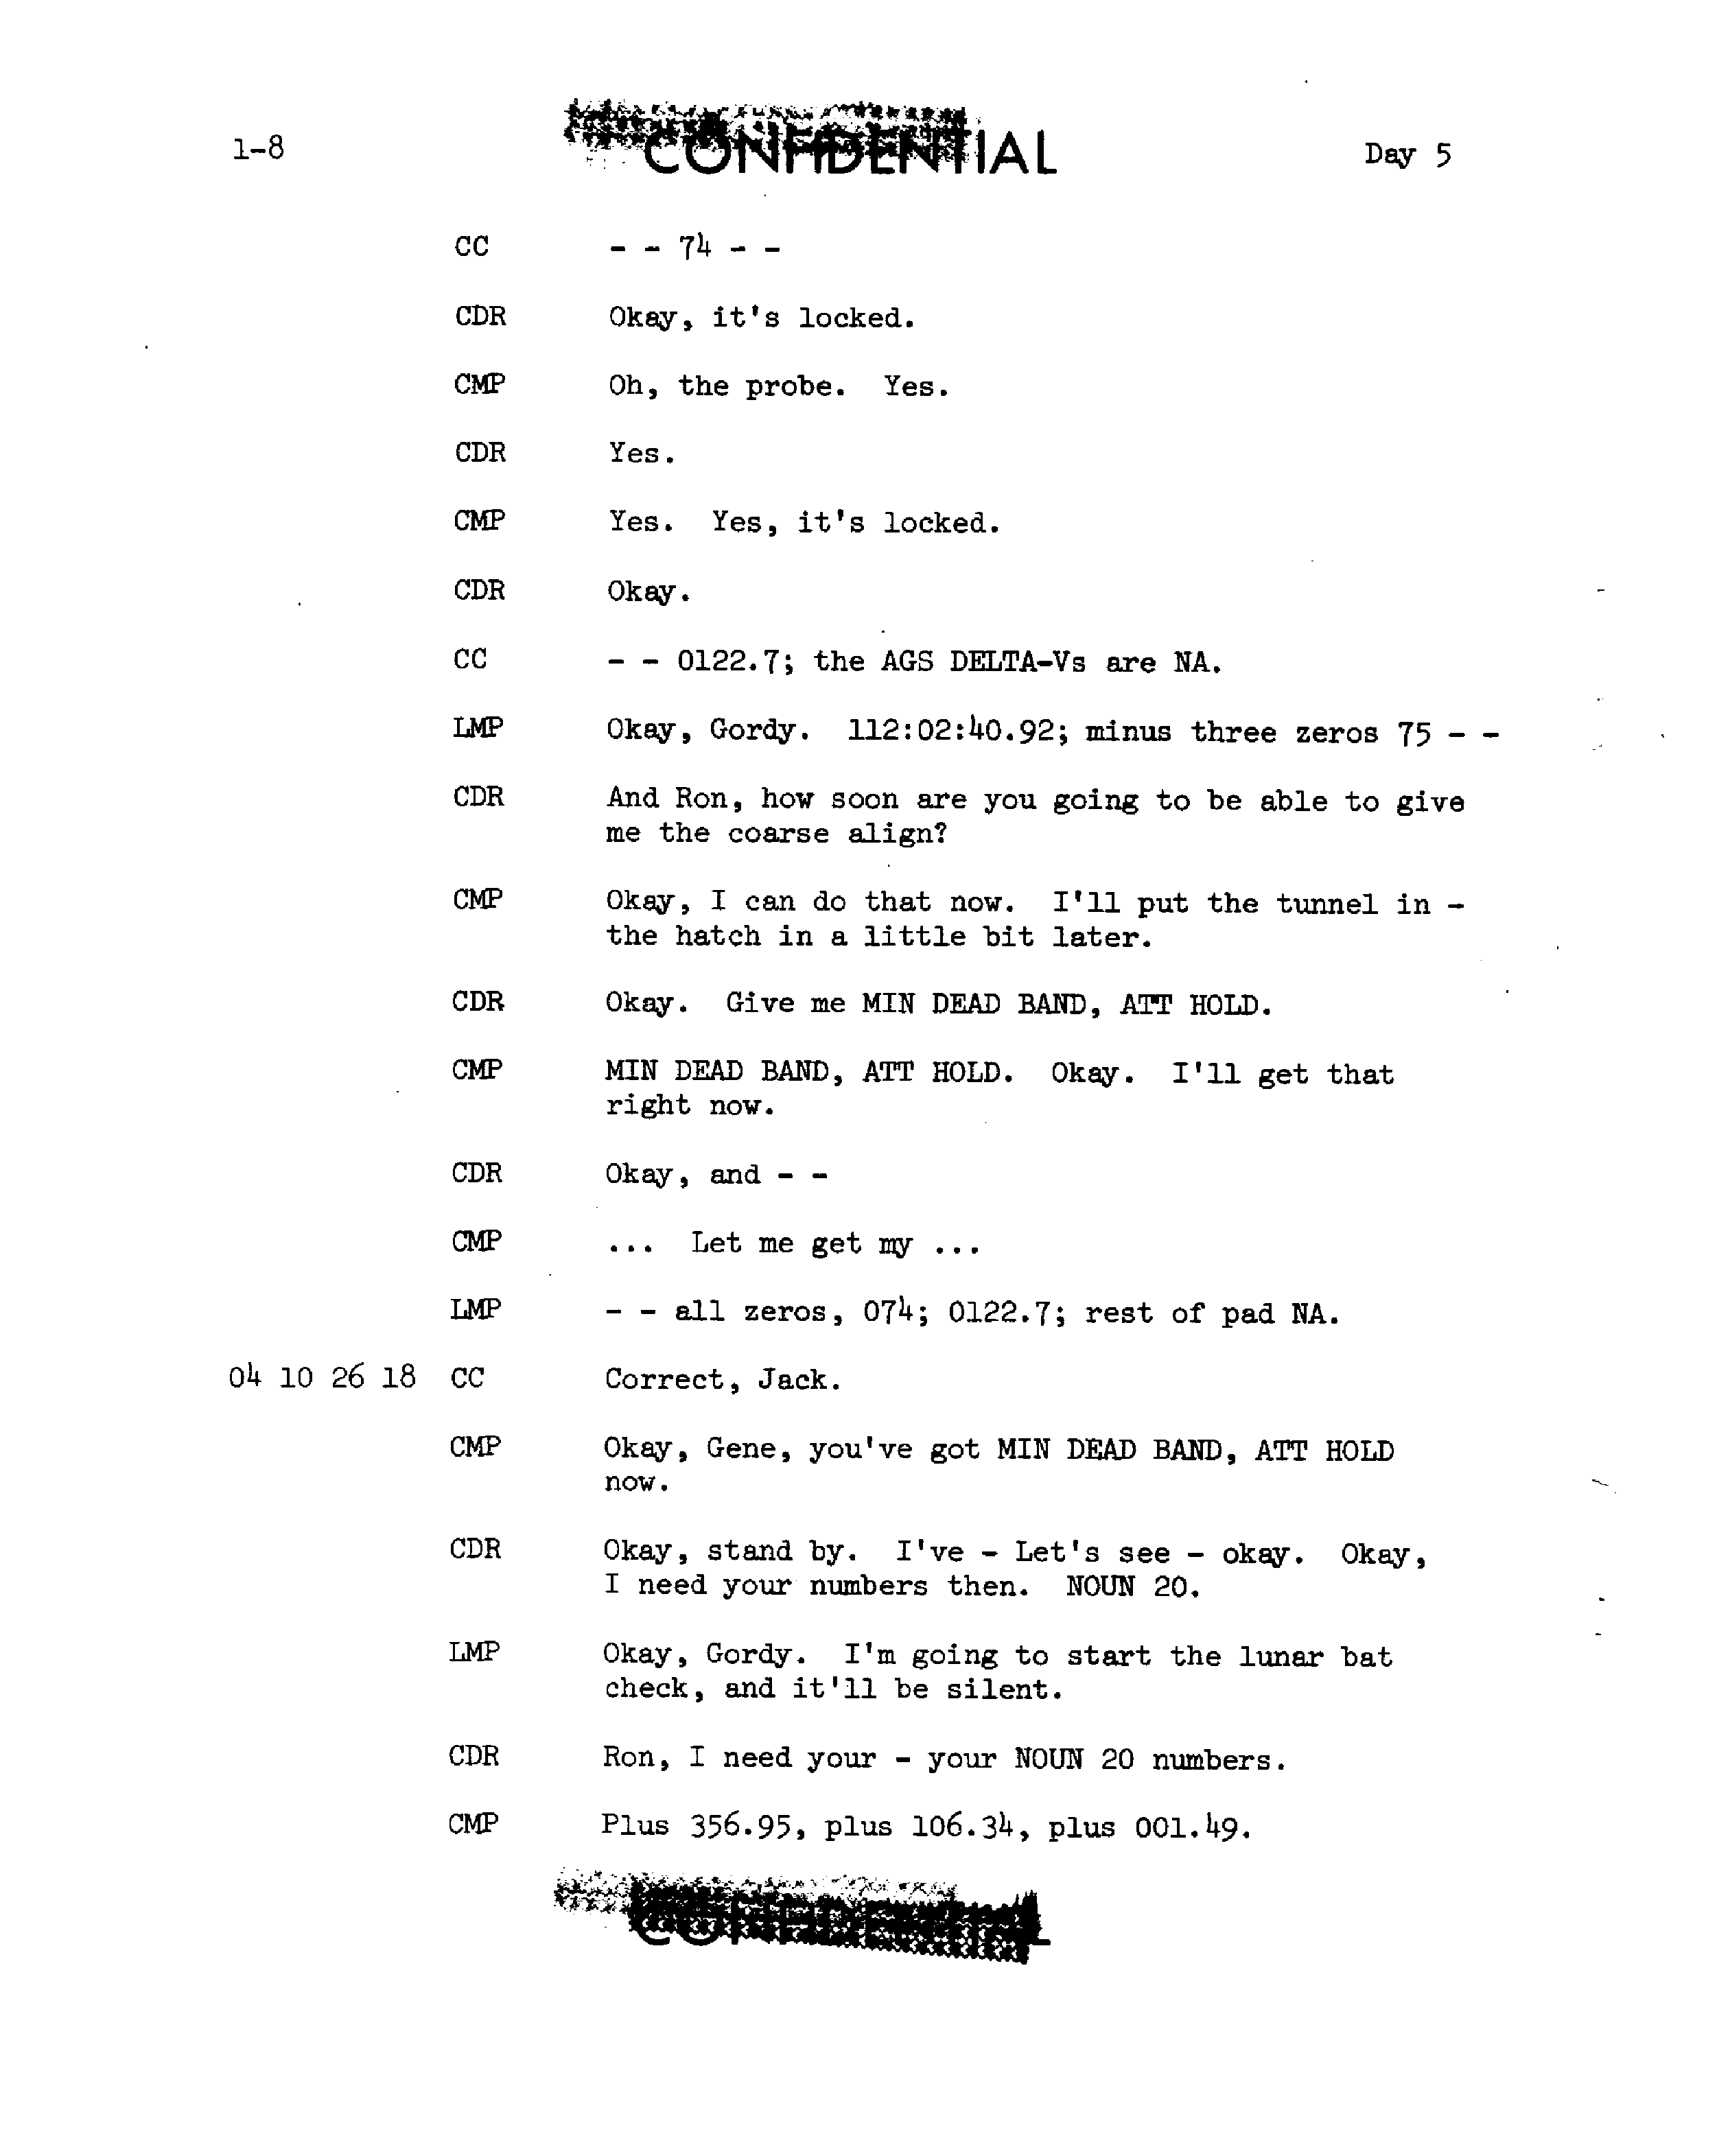 1-8 CONFIDENTIAL Day 5
CC - - 74 - -
CDR Okay, it's locked.
CMP Oh, the probe. Yes.
CDR Yes.
CMP Yes. Yes, it's locked.
CDR Okay.
CC - - 0122.7; the AGS DELTA-Vs are NA.
LMP Okay, Gordy. 112:02:40.92; minus three zeros 75 - -
CDR And Ron, how soon are you going to be able to give
me the coarse align?
CMP Okay, I can do that now. I'll put the tunnel in -
the hatch in a little bit later.
CDR Okay. Give me MIN DEAD BAND, ATT HOLD.
CMP MIN DEAD BAND, ATT HOLD. Okay. I'll get that
right now.
CDR Okay, and - -
CMP ... Let me get my ...
LMP - - all zeros, 074; 0122.7; rest of pad NA.
04 10 26 18 CC Correct, Jack.
CMP Okay, Gene, you've got MIN DEAD BAND, ATT HOLD
now.
CDR Okay, stand by. I've - Let's see - okay. Okay,
I need your numbers then. NOUN 20.
LMP Okay, Gordy. I'm going to start the lunar bat
check, and it'll be silent.
CDR Ron, I need your - your NOUN 20 numbers.
CMP Plus 356.95, plus 106.34, plus 001.49.
CONFIDENTIAL